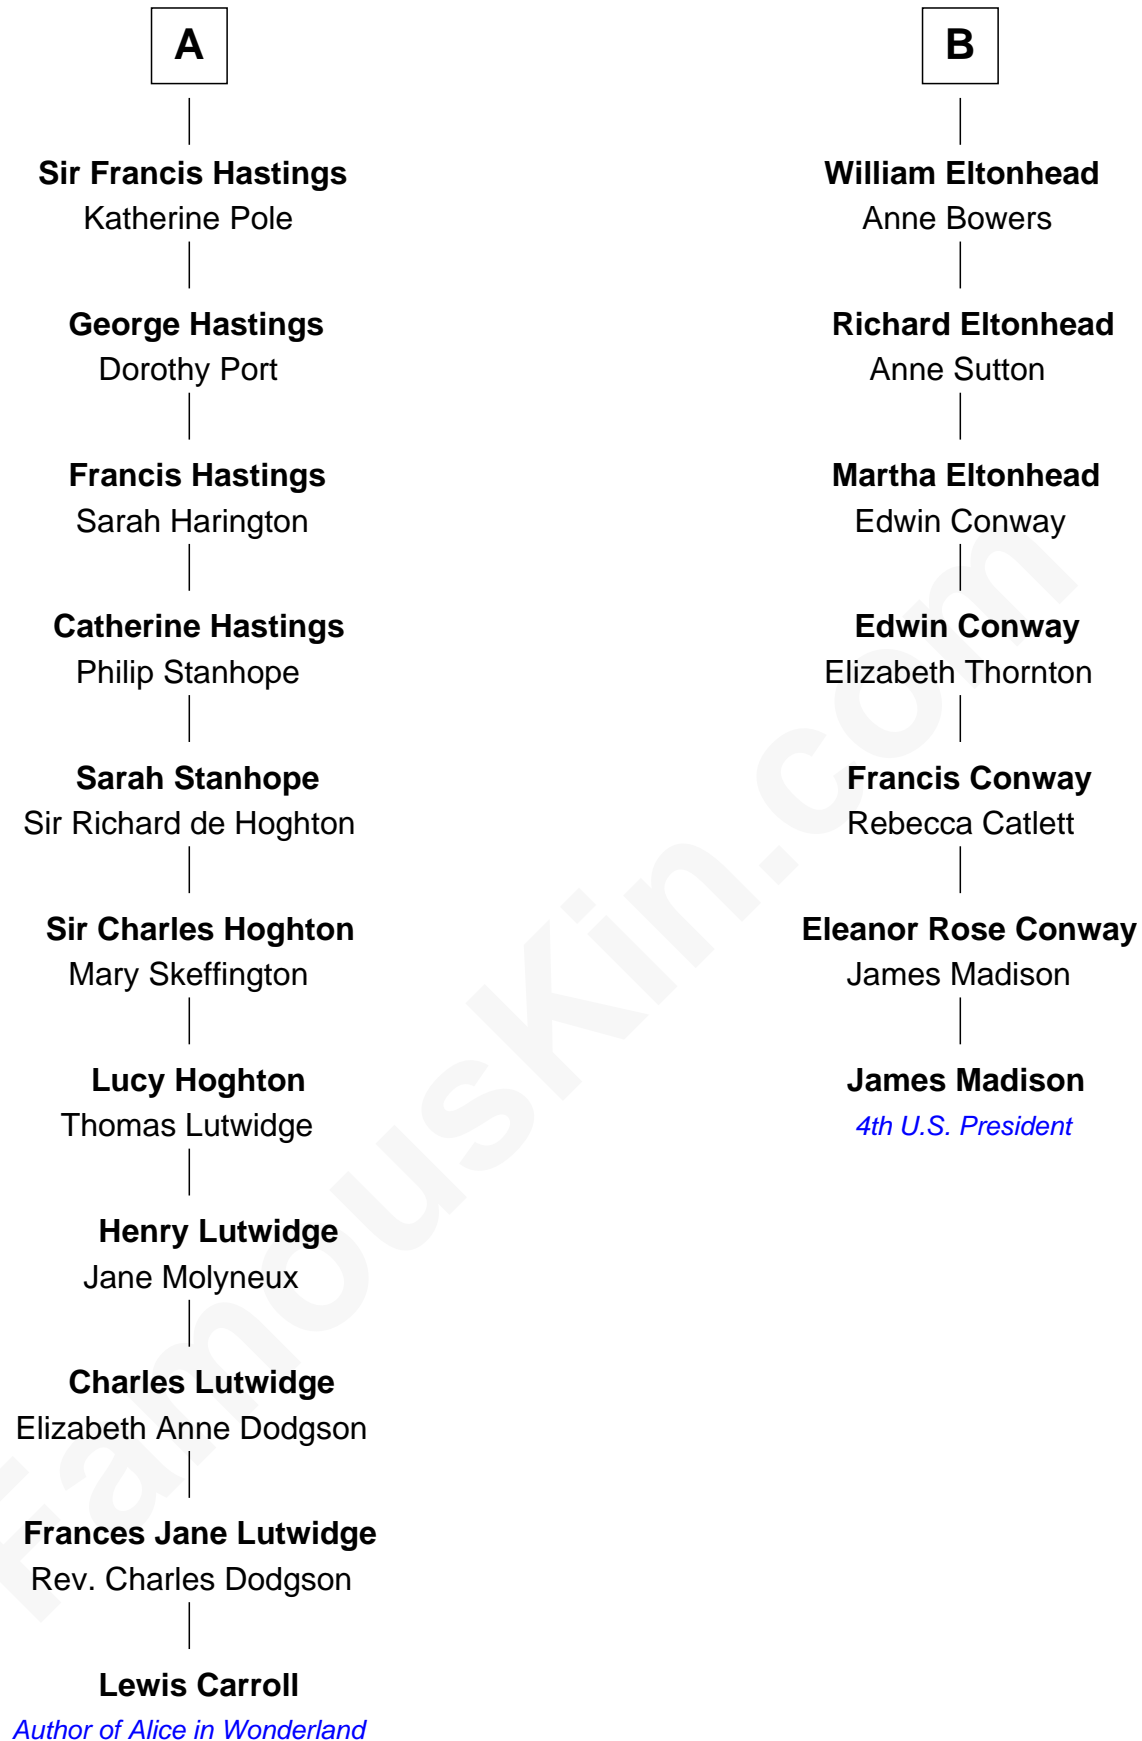 A
Sir Francis Hastings
Katherine Pole
George Hastings
Dorothy Port
Francis Hastings
Sarah Harington
Catherine Hastings
Philip Stanhope
Sarah Stanhope
Sir Richard de Hoghton
Sir Charles Hoghton
Mary Skeffington
Lucy Hoghton
Thomas Lutwidge
Henry Lutwidge
Jane Molyneux
Charles Lutwidge
Elizabeth Anne Dodgson
Frances Jane Lutwidge
Rev. Charles Dodgson
Lewis Carroll
Author of Alice in Wonderland
B
William Eltonhead
Anne Bowers
Richard Eltonhead
Anne Sutton
Martha Eltonhead
Edwin Conway
Edwin Conway
Elizabeth Thornton
Francis Conway
Rebecca Catlett
Eleanor Rose Conway
James Madison
James Madison
4th U.S. President
FamousKin.com